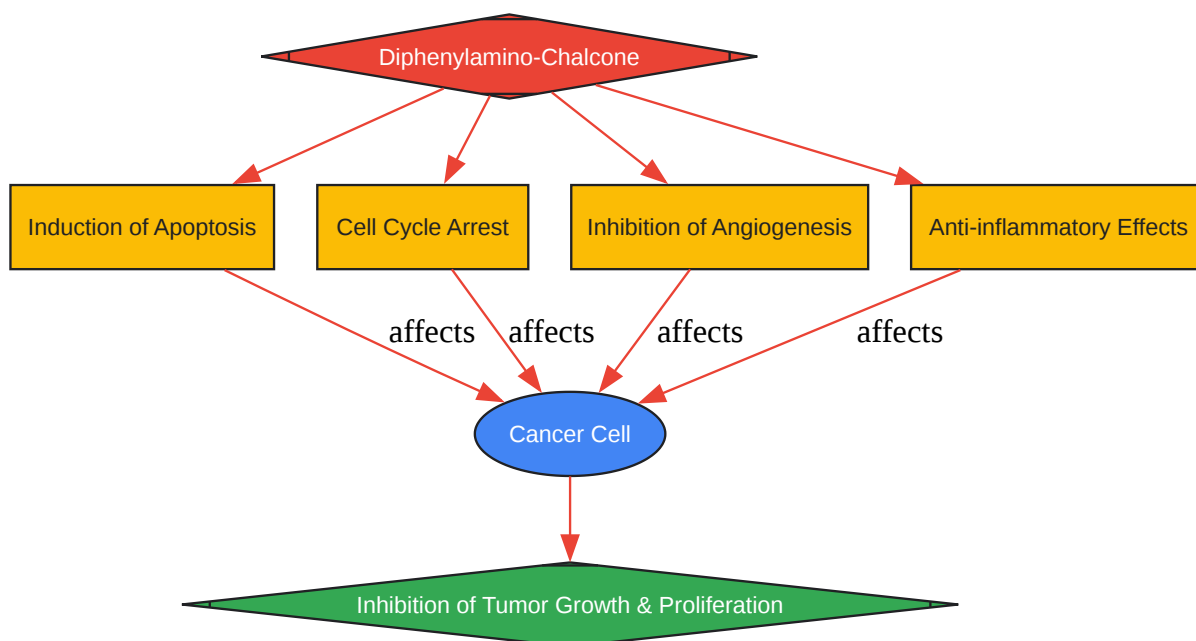 Diphenylamino-Chalcone
Induction of Apoptosis
Cell Cycle Arrest
Inhibition of Angiogenesis
Anti-inflammatory Effects
affects
affects
affects
affects
Cancer Cell
Inhibition of Tumor Growth & Proliferation